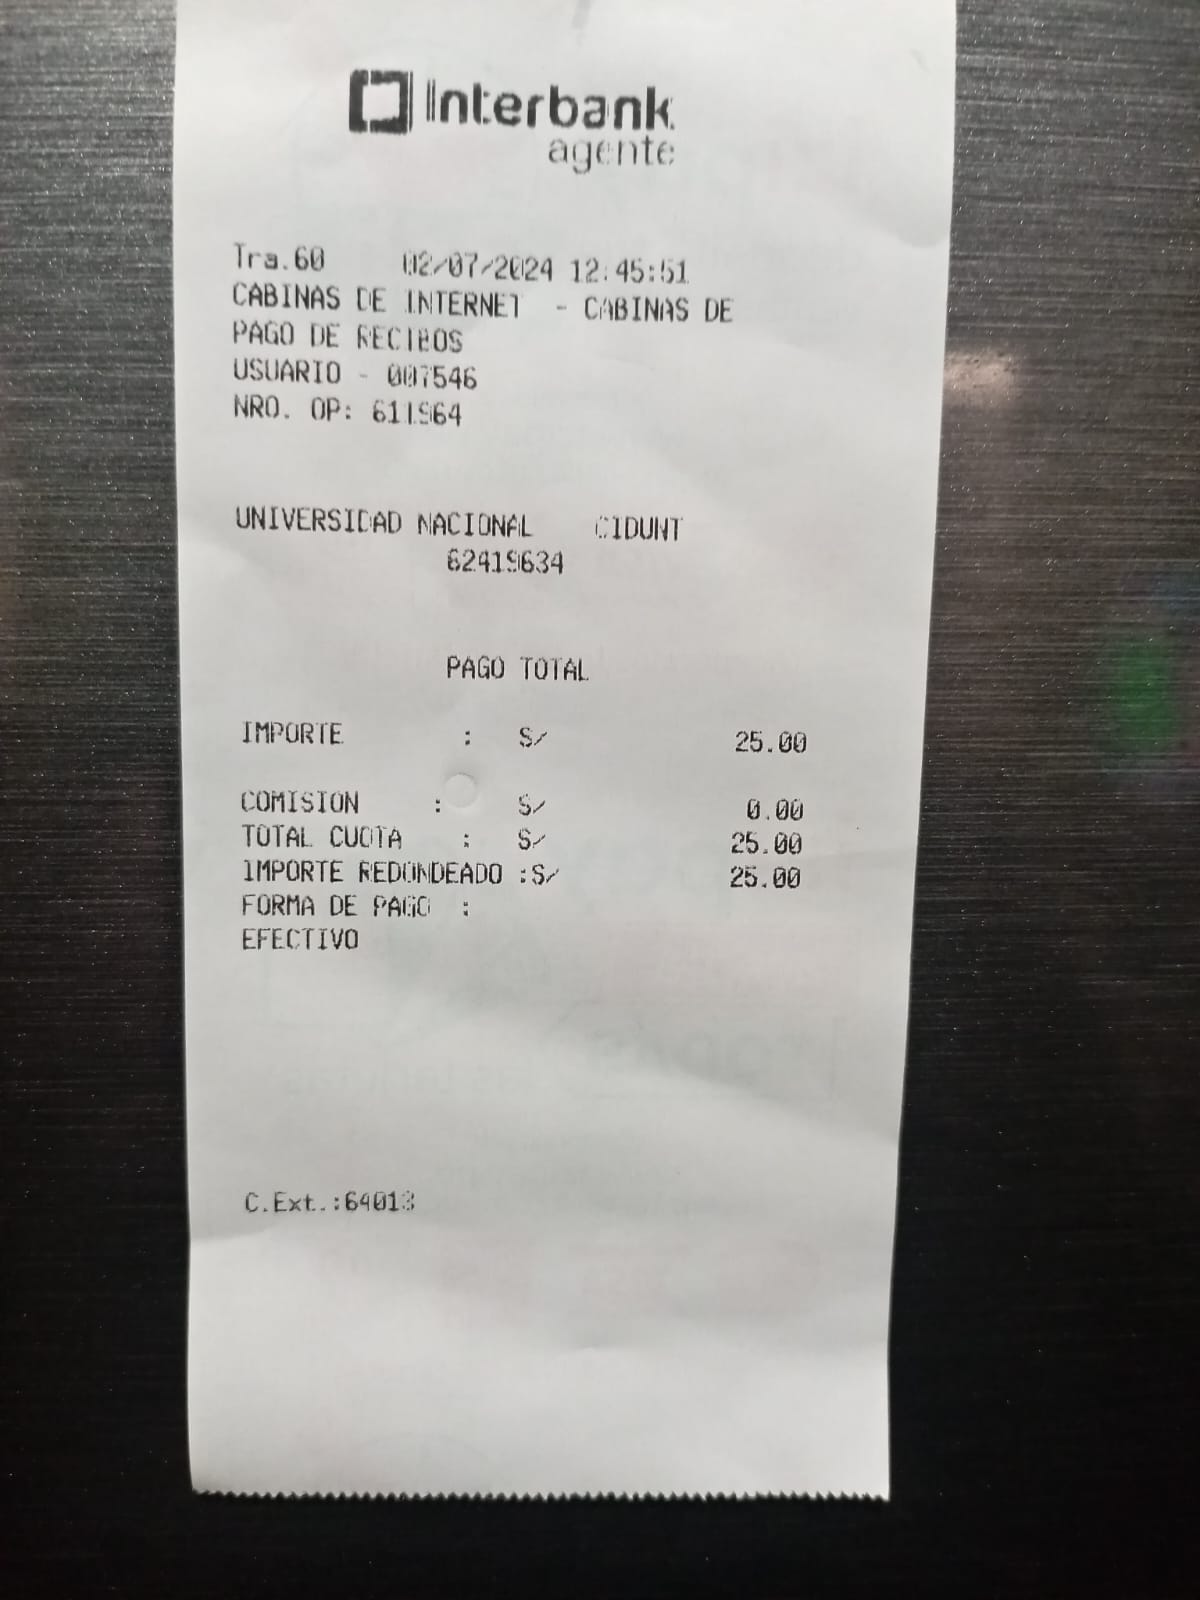 Interbank
agente
Tra.60 02/07/2024 12:45:51
CABINAS DE INTERNET - CABINAS DE
PAGO DE RECIBOS
USUARIO - 007546
NRO. OP: 611964
UNIVERSIDAD NACIONAL CIDUNT
62419634
PAGO TOTAL
IMPORTE : S/ 25.00
COMISION : S/ 0.00
TOTAL CUOTA : S/ 25.00
IMPORTE REDONDEADO :S/ 25.00
FORMA DE PAGO :
EFECTIVO
C.Ext.:64013